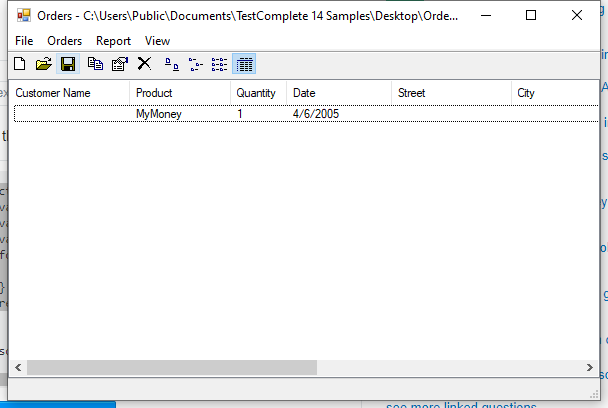 Orders - C:\Users\Public\Documents\TestComplete 14 Samples\Desktop\Orde...
File Orders Report View
Customer Name Product Quantity Date Street City
MyMoney 1 4/6/2005
see more linked questions